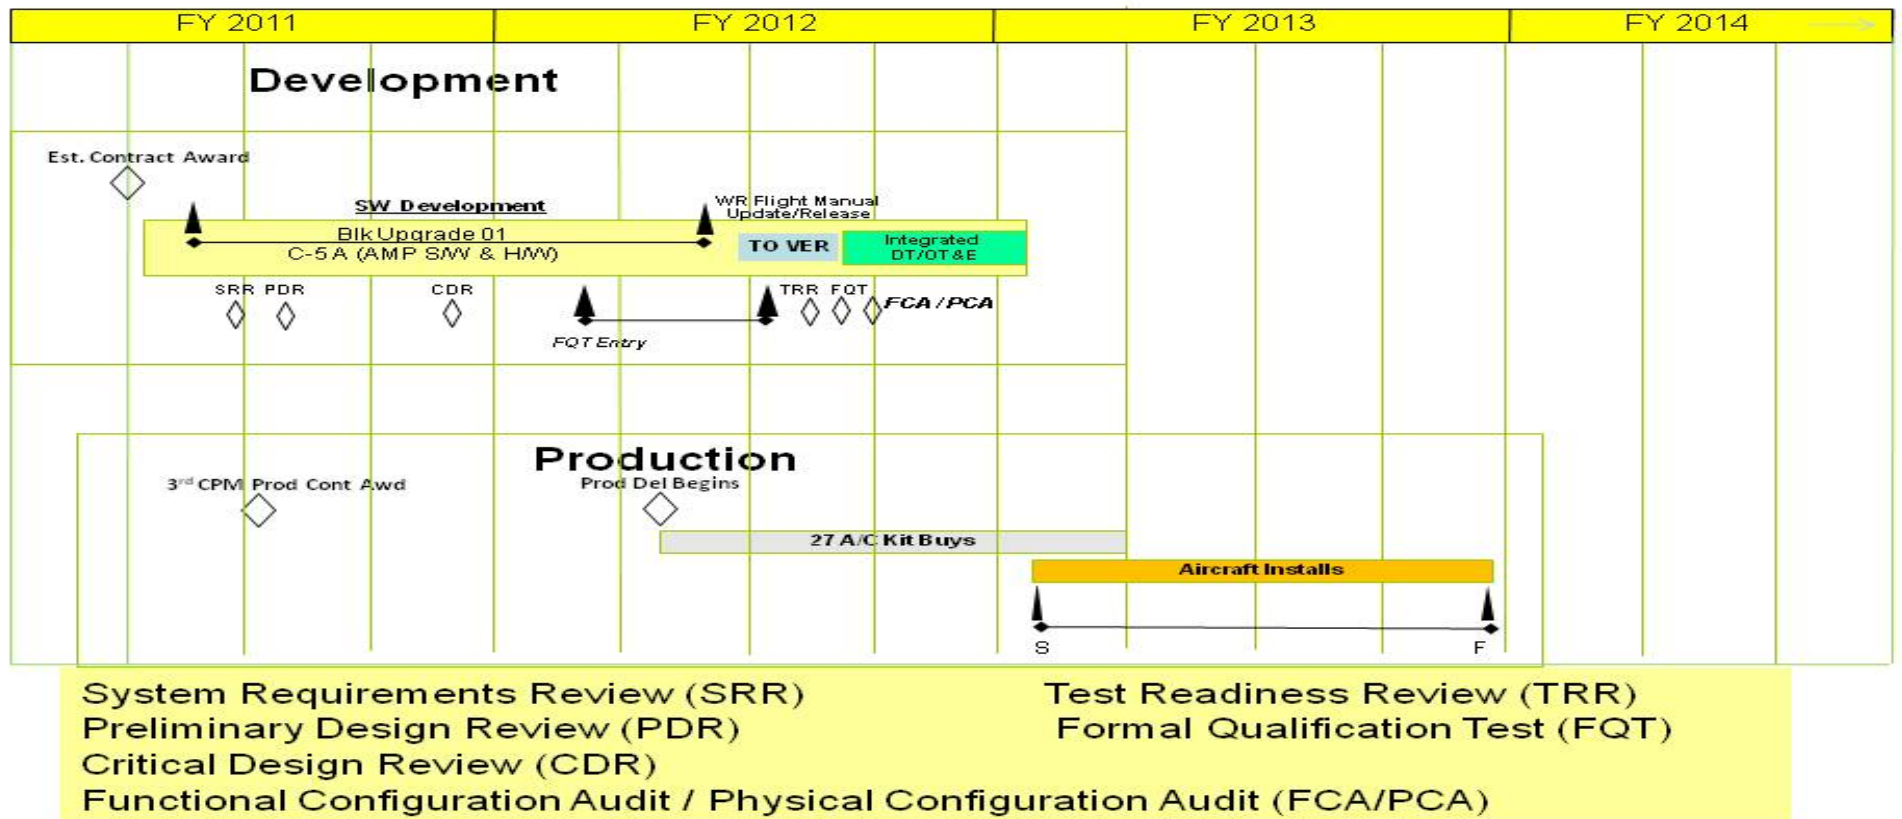 FY 2011 FY 2012 FY 2013 FY 2014
Development
Est. Contract Award
SW Development
WR Flight Manual
Update/Release
Blk Upgrade 01
C-5 A (AMP S/W & H/W)
TO VER
Integrated
DT/OT&E
SRR PDR CDR TRR FQT
FCA / PCA
FQT Entry
Production
3rd CPM Prod Cont Awd
Prod Del Begins
27 A/C Kit Buys
Aircraft Installs
S F
System Requirements Review (SRR)
Test Readiness Review (TRR)
Preliminary Design Review (PDR)
Formal Qualification Test (FQT)
Critical Design Review (CDR)
Functional Configuration Audit / Physical Configuration Audit (FCA/PCA)